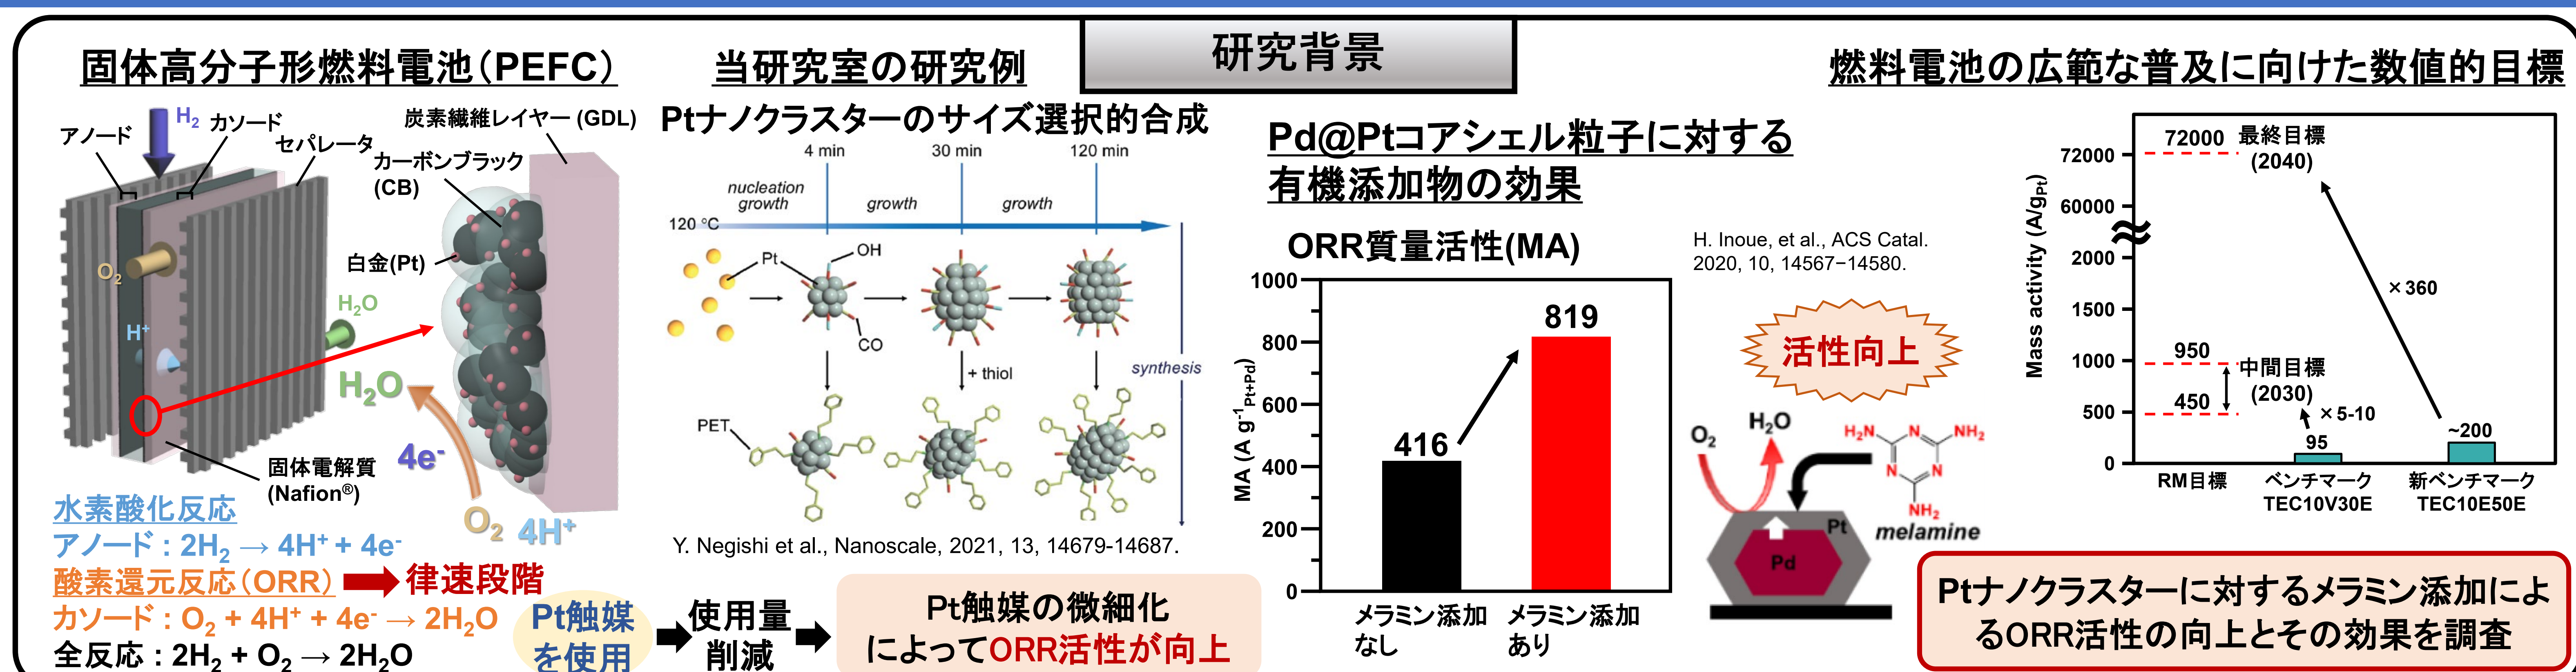 研究背景
固体高分子形燃料電池(PEFC)
アノード
H2
カソード
セパレータ
炭素繊維レイヤー (GDL)
カーボンブラック
(CB)
白金(Pt)
O2
H+
H2O
H2O
4e-
O2 4H+
固体電解質
(Nafion®)
水素酸化反応
アノード : 2H2 → 4H+ + 4e-
酸素還元反応(ORR)
律速段階
カソード : O2 + 4H+ + 4e- → 2H2O
全反応 : 2H2 + O2 → 2H2O
当研究室の研究例
Ptナノクラスターのサイズ選択的合成
4 min
30 min
120 min
nucleation
growth
growth
growth
120 °C
Pt
OH
CO
+ thiol
synthesis
PET
Y. Negishi et al., Nanoscale, 2021, 13, 14679-14687.
Pt触媒
を使用
使用量
削減
Pt触媒の微細化
によってORR活性が向上
Pd@Ptコアシェル粒子に対する
有機添加物の効果
ORR質量活性(MA)
H. Inoue, et al., ACS Catal.
2020, 10, 14567−14580.
MA (A g-1Pt+Pd)
1000
800
600
400
200
0
416
819
メラミン添加
なし
メラミン添加
あり
活性向上
O2
H2O
H2N
N
NH2
N
N
NH2
melamine
Pt
Pd
燃料電池の広範な普及に向けた数値的目標
Mass activity (A/gPt)
72000
60000
2000
1500
1000
500
0
72000
最終目標
(2040)
×360
950
中間目標
(2030)
450
×5-10
95
~200
RM目標
ベンチマーク
TEC10V30E
新ベンチマーク
TEC10E50E
Ptナノクラスターに対するメラミン添加によ
るORR活性の向上とその効果を調査